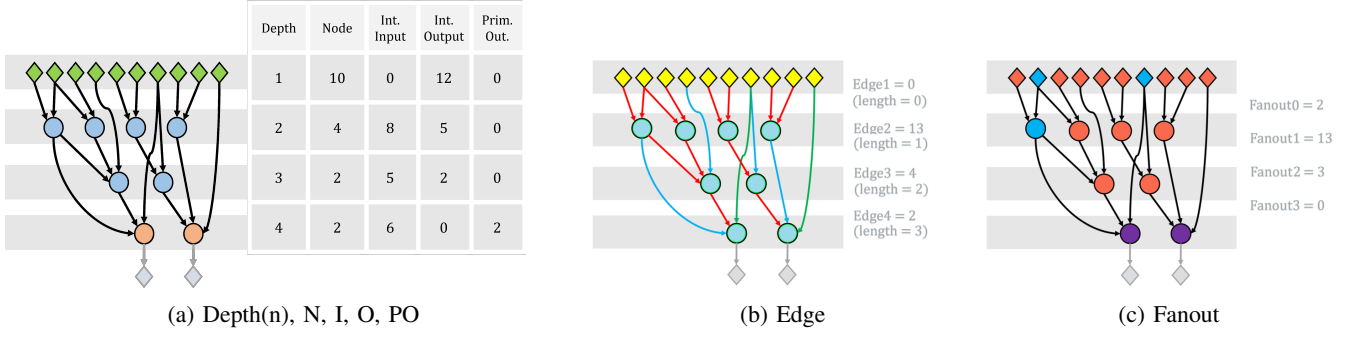 Depth Node Int. Input Int. Output Prim. Out.
1 10 0 12 0
2 4 8 5 0
3 2 5 2 0
4 2 6 0 2
(a) Depth(n), N, I, O, PO
Edge1 = 0
(length = 0)
Edge2 = 13
(length = 1)
Edge3 = 4
(length = 2)
Edge4 = 2
(length = 3)
(b) Edge
Fanout0 = 2
Fanout1 = 13
Fanout2 = 3
Fanout3 = 0
(c) Fanout